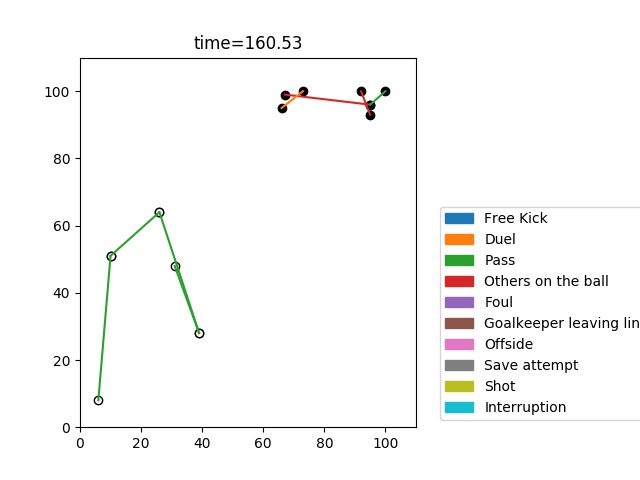 time=160.53
100
80
60
40
20
0
0 20 40 60 80 100
Free Kick
Duel
Pass
Others on the ball
Foul
Goalkeeper leaving lin
Offside
Save attempt
Shot
Interruption